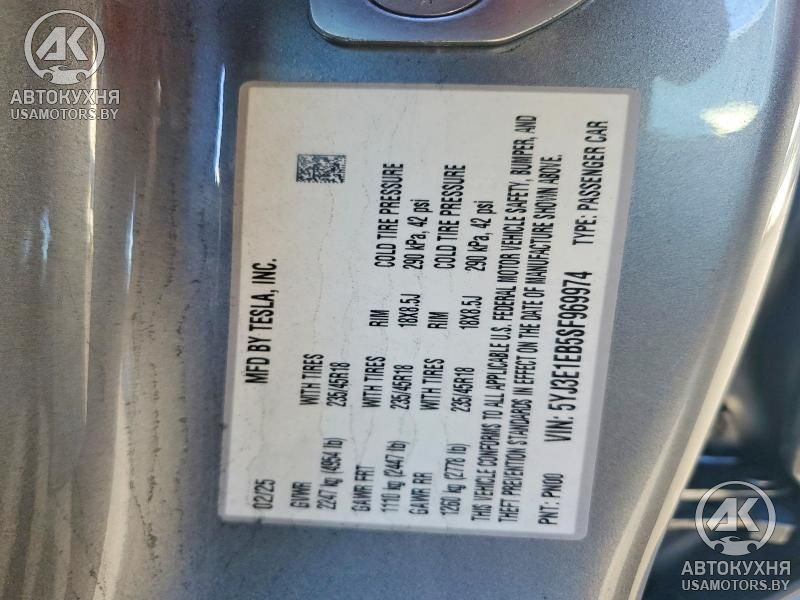 AK
АВТОКУХНЯ
USAMOTORS.BY
MFD BY TESLA, INC.
02/25
GVWR WITH TIRES RIM COLD TIRE PRESSURE
2247 kg (4954 lb) 235/45R18 18X8.5J 290 kPa, 42 psi
GAWR FRT
1110 kg (2447 lb) 235/45R18
GAWR RR WITH TIRES RIM COLD TIRE PRESSURE
1260 kg (2778 lb) 235/45R18 18X8.5J 290 kPa, 42 psi
THIS VEHICLE CONFORMS TO ALL APPLICABLE U.S. FEDERAL MOTOR VEHICLE SAFETY, BUMPER, AND
THEFT PREVENTION STANDARDS IN EFFECT ON THE DATE OF MANUFACTURE SHOWN ABOVE.
PNT: PN00 VIN: 5YJ3E1EB5SF969974 TYPE: PASSENGER CAR
AK
АВТОКУХНЯ
USAMOTORS.BY